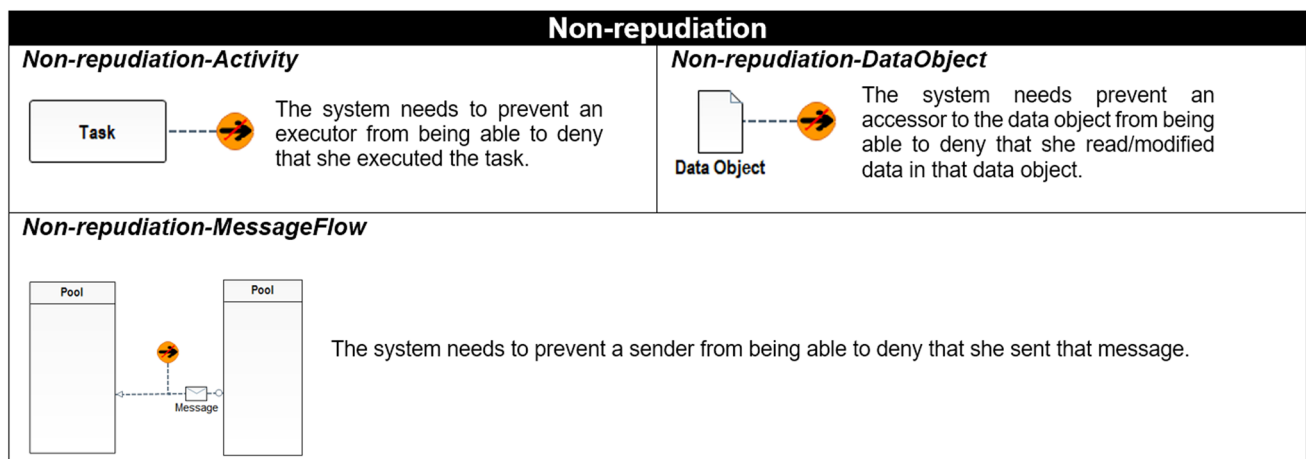 Non-repudiation
Non-repudiation-Activity
Task
The system needs to prevent an
executor from being able to deny
that she executed the task.
Non-repudiation-DataObject
Data Object
The system needs prevent an
accessor to the data object from being
able to deny that she read/modified
data in that data object.
Non-repudiation-MessageFlow
Pool
Pool
Message
The system needs to prevent a sender from being able to deny that she sent that message.